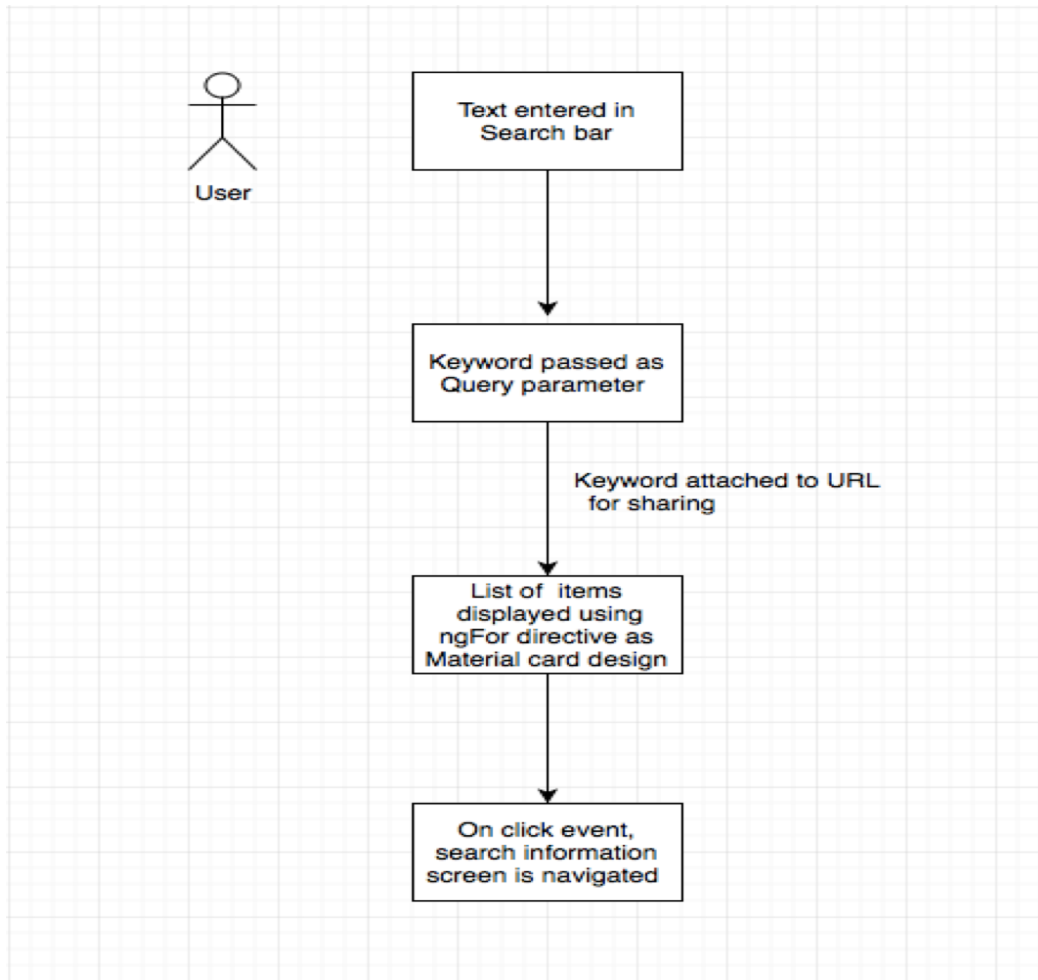 Text entered in
Search bar
User
Keyword passed as
Query parameter
Keyword attached to URL
for sharing
List of items
displayed using
ngFor directive as
Material card design
On click event,
search information
screen is navigated